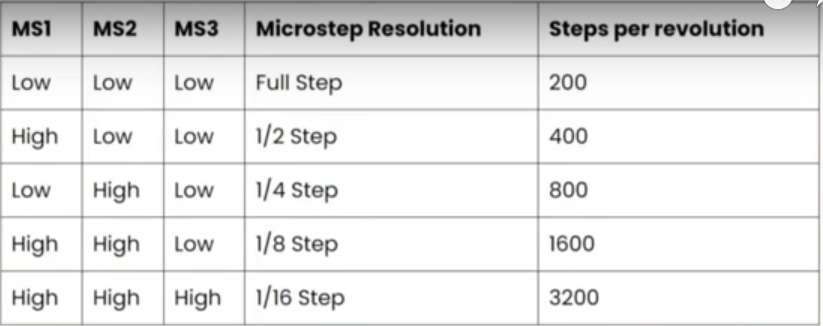 MS1 MS2 MS3 Microstep Resolution Steps per revolution
Low Low Low Full Step 200
High Low Low 1/2 Step 400
Low High Low 1/4 Step 800
High High Low 1/8 Step 1600
High High High 1/16 Step 3200